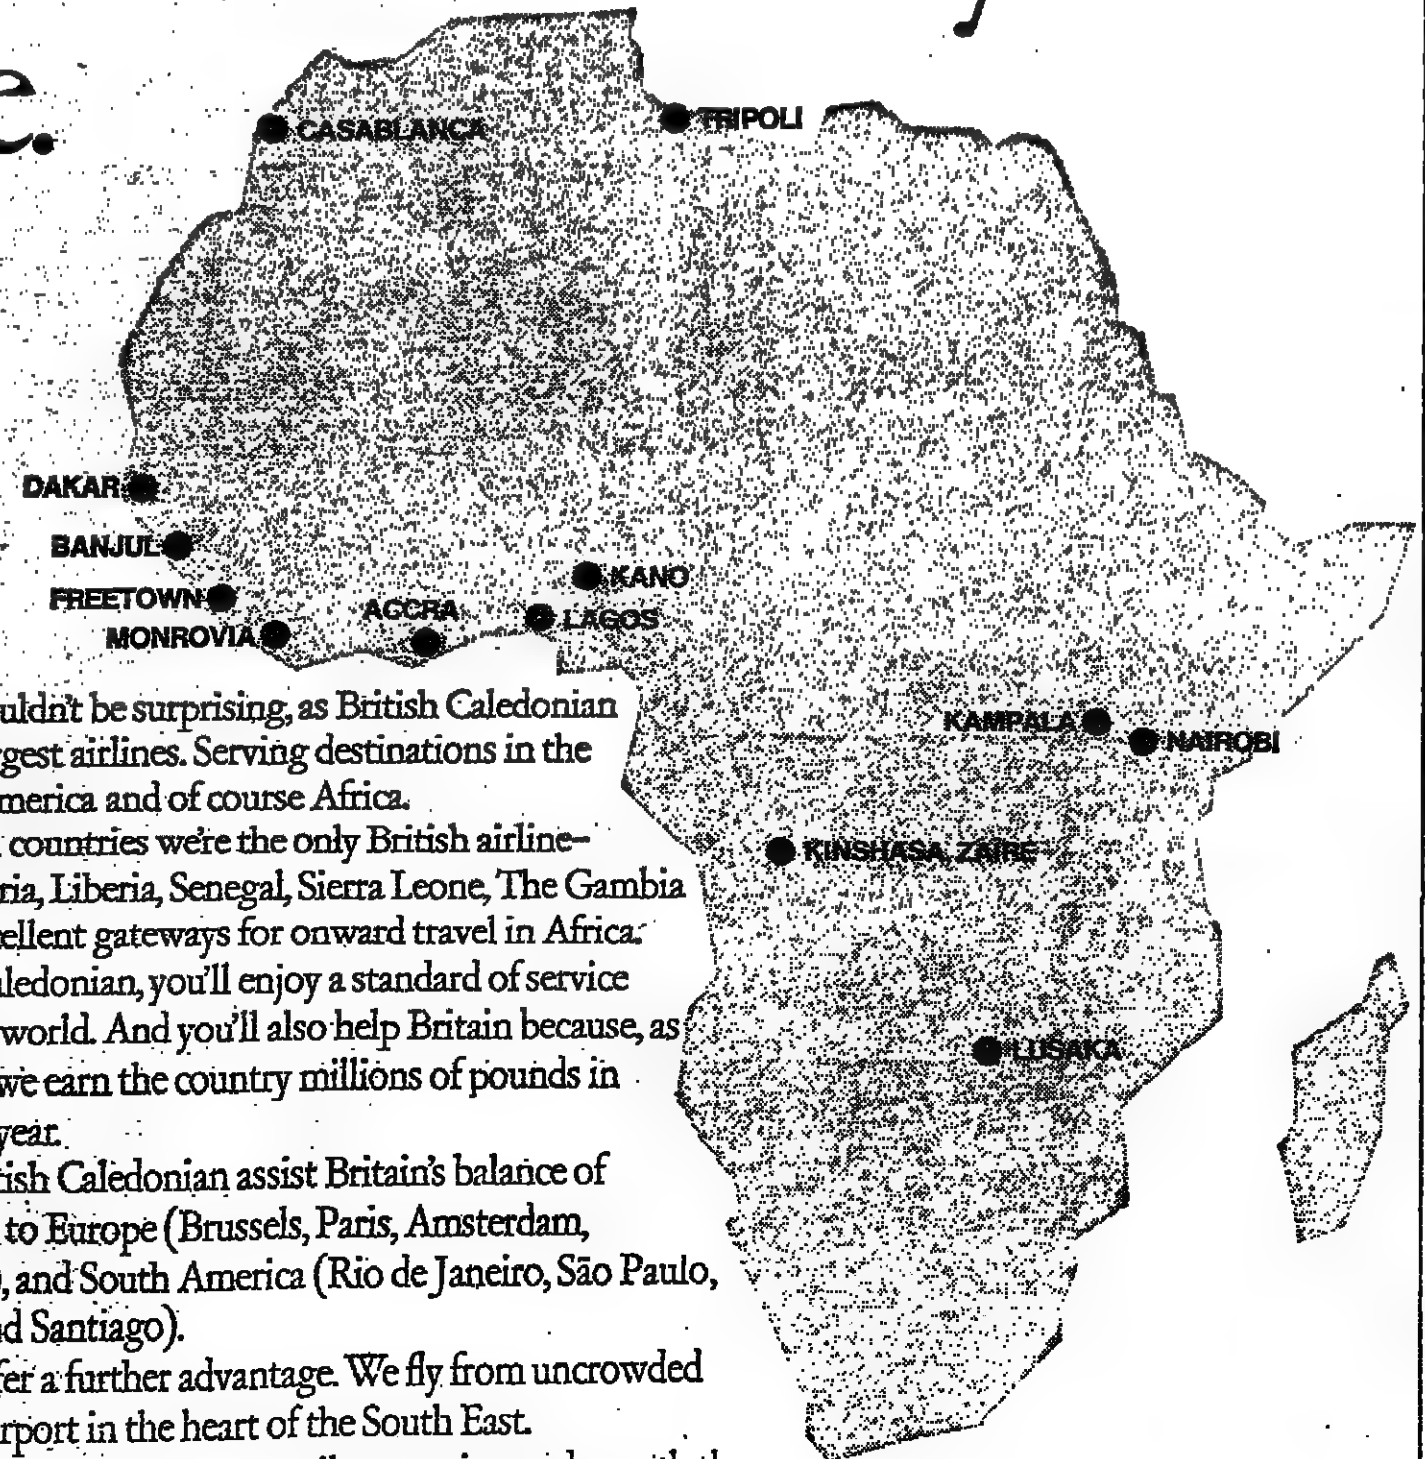 e.
CASABLANCA
TRIPOLI
DAKAR
BANJUL
FREETOWN
MONROVIA
ACCRA
KANO
LAGOS
KAMPALA
NAIROBI
KINSHASA, ZAIRE
LUSAKA
uldn't be surprising, as British Caledonian
gest airlines. Serving destinations in the
merica and of course Africa.
countries we're the only British airline–
ria, Liberia, Senegal, Sierra Leone, The Gambia
ellent gateways for onward travel in Africa.
ledonian, you'll enjoy a standard of service
world. And you'll also help Britain because, as
we earn the country millions of pounds in
year.
ish Caledonian assist Britain's balance of
to Europe (Brussels, Paris, Amsterdam,
), and South America (Rio de Janeiro, São Paulo,
d Santiago).
fer a further advantage. We fly from uncrowded
rport in the heart of the South East.